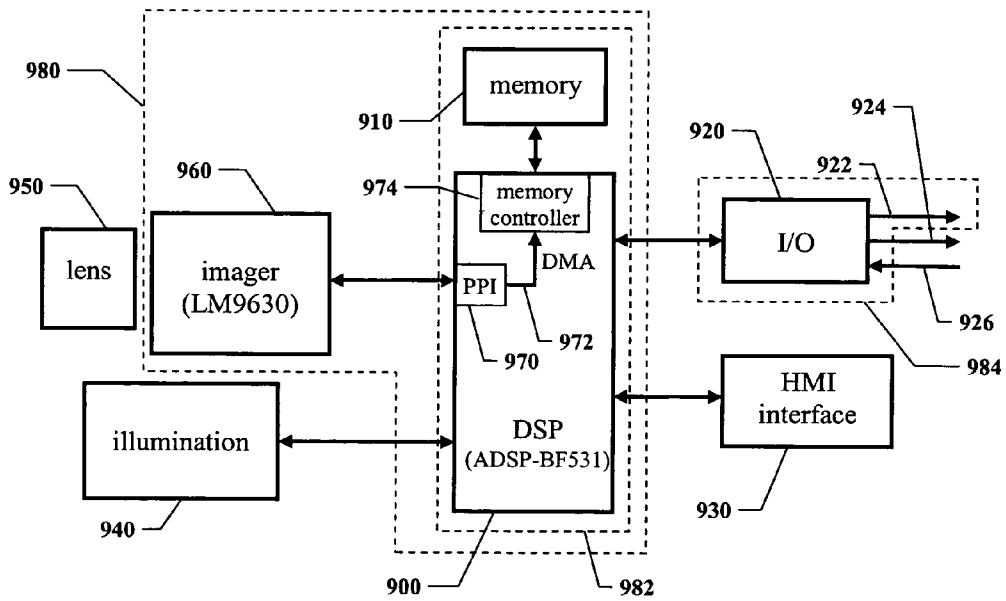 980
memory
910
920
924
922
950
960
974
memory
controller
I/O
lens
imager
(LM9630)
DMA
PPI
970
972
926
984
HMI
interface
illumination
DSP
(ADSP-BF531)
940
930
900
982